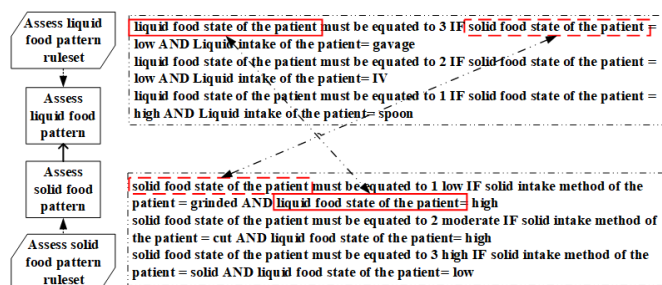 Assess liquid
food pattern
ruleset
Assess
liquid food
pattern
Assess
solid food
pattern
Assess solid
food pattern
ruleset
liquid food state of the patient must be equated to 3 IF solid food state of the patient =
low AND Liquid intake of the patient= gavage
liquid food state of the patient must be equated to 2 IF solid food state of the patient =
low AND Liquid intake of the patient= IV
liquid food state of the patient must be equated to 1 IF solid food state of the patient =
high AND Liquid intake of the patient= spoon
solid food state of the patient must be equated to 1 low IF solid intake method of the
patient = grinded AND liquid food state of the patient= high
solid food state of the patient must be equated to 2 moderate IF solid intake method of
the patient = cut AND liquid food state of the patient= high
solid food state of the patient must be equated to 3 high IF solid intake method of the
patient = solid AND liquid food state of the patient= low